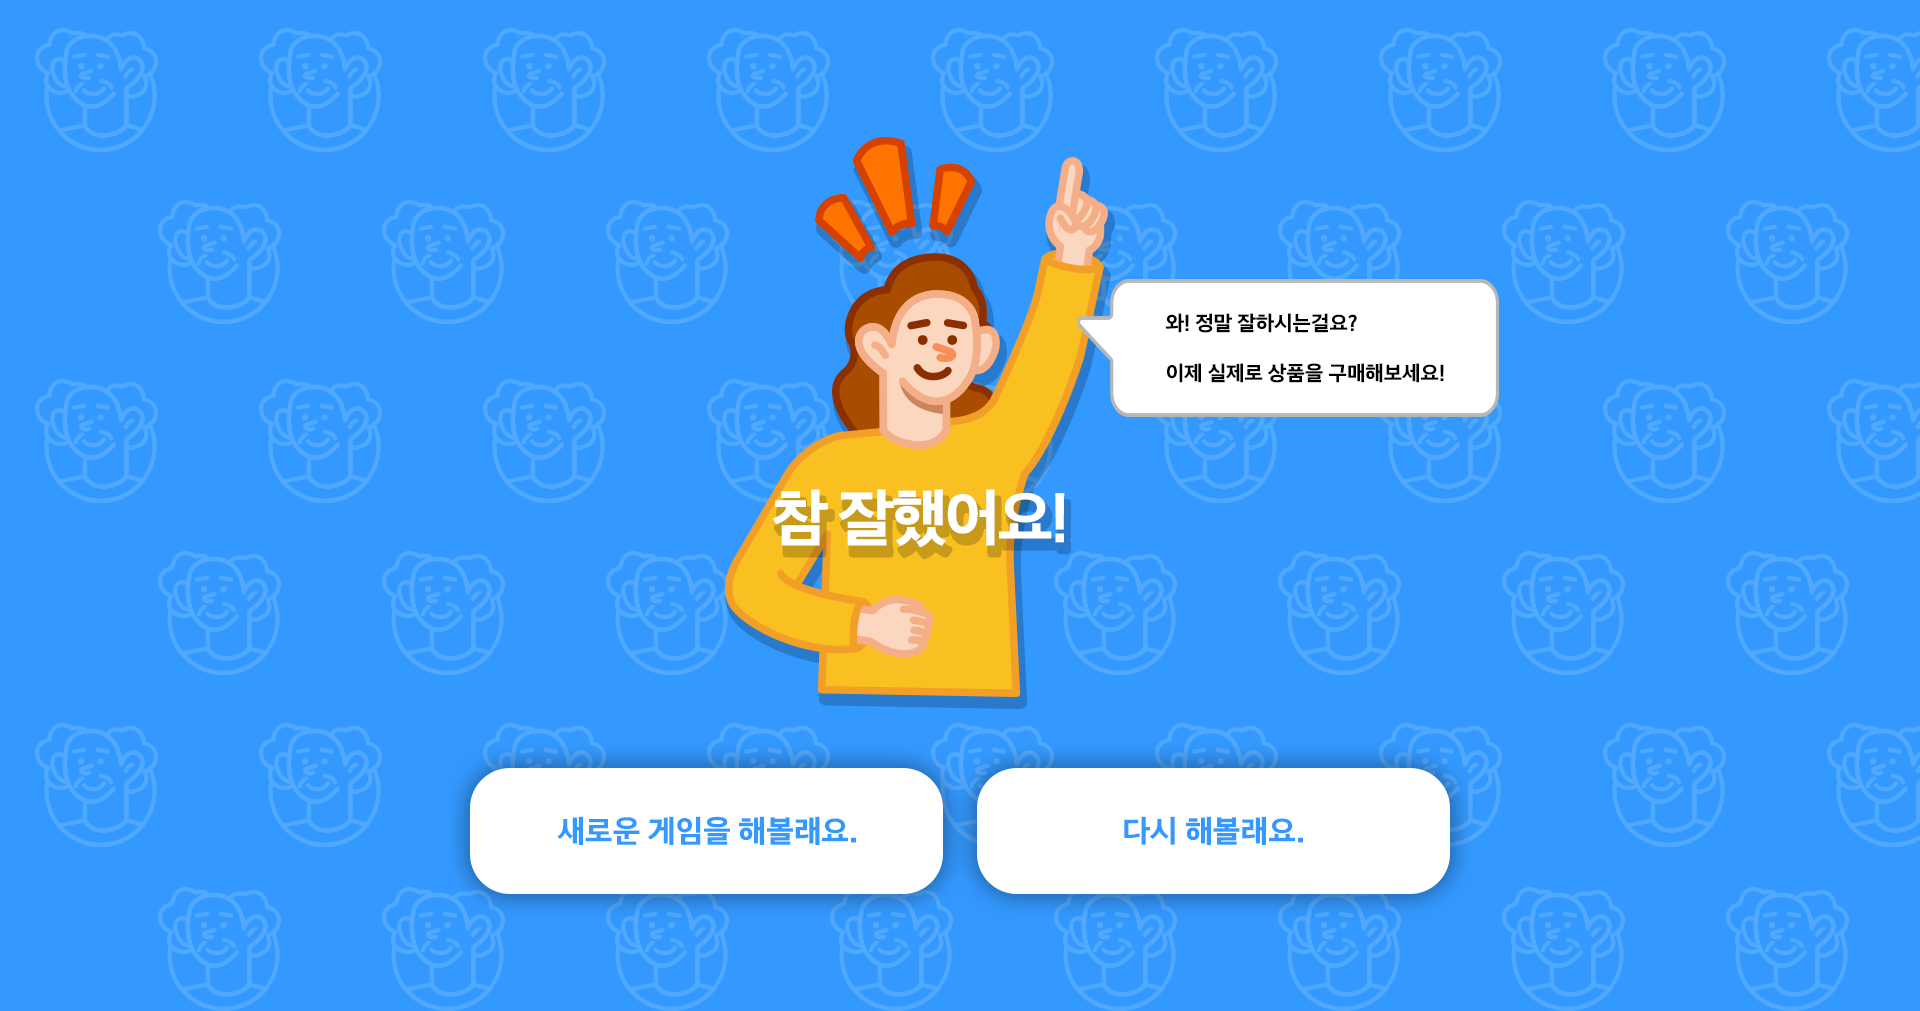 와! 정말 잘하시는걸요?
이제 실제로 상품을 구매해보세요!
참 잘했어요!
새로운 게임을 해볼래요.
다시 해볼래요.